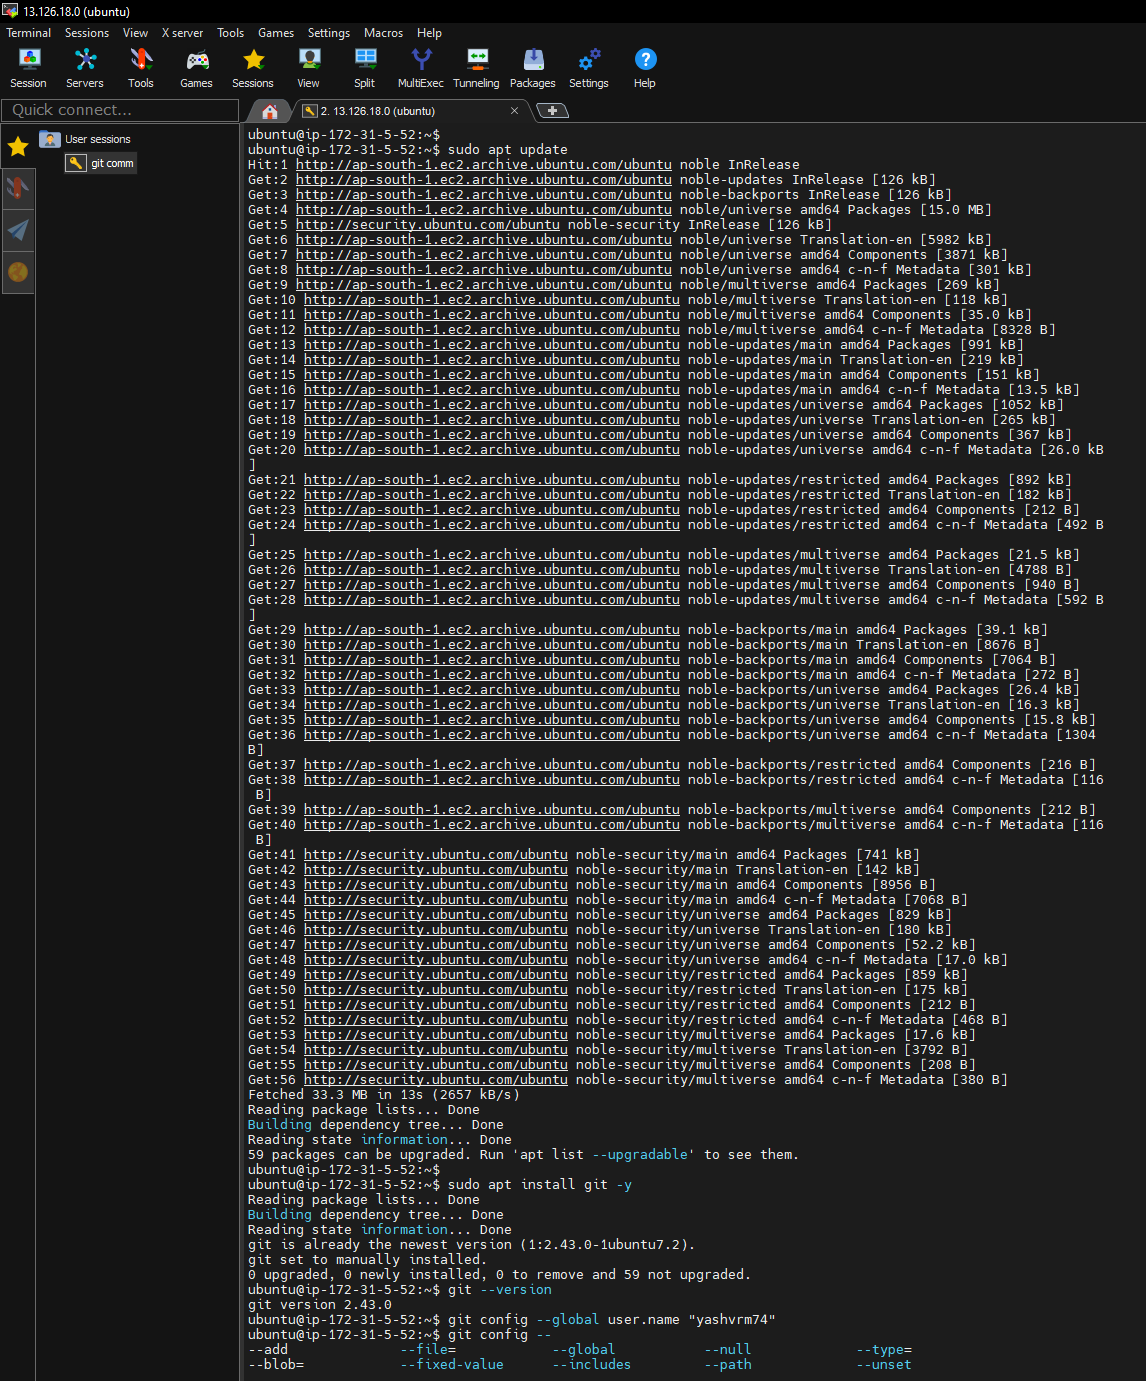 13.126.18.0 (ubuntu)
Terminal Sessions View X server Tools Games Settings Macros Help
Session Servers Tools Games Sessions View Split MultiExec Tunneling Packages Settings Help
Quick connect...
2. 13.126.18.0 (ubuntu)
User sessions
git comm
ubuntu@ip-172-31-5-52:~$
ubuntu@ip-172-31-5-52:~$ sudo apt update
Hit:1 http://ap-south-1.ec2.archive.ubuntu.com/ubuntu noble InRelease
Get:2 http://ap-south-1.ec2.archive.ubuntu.com/ubuntu noble-updates InRelease [126 kB]
Get:3 http://ap-south-1.ec2.archive.ubuntu.com/ubuntu noble-backports InRelease [126 kB]
Get:4 http://ap-south-1.ec2.archive.ubuntu.com/ubuntu noble/universe amd64 Packages [15.0 MB]
Get:5 http://security.ubuntu.com/ubuntu noble-security InRelease [126 kB]
Get:6 http://ap-south-1.ec2.archive.ubuntu.com/ubuntu noble/universe Translation-en [5982 kB]
Get:7 http://ap-south-1.ec2.archive.ubuntu.com/ubuntu noble/universe amd64 Components [3871 kB]
Get:8 http://ap-south-1.ec2.archive.ubuntu.com/ubuntu noble/universe amd64 c-n-f Metadata [301 kB]
Get:9 http://ap-south-1.ec2.archive.ubuntu.com/ubuntu noble/multiverse amd64 Packages [269 kB]
Get:10 http://ap-south-1.ec2.archive.ubuntu.com/ubuntu noble/multiverse Translation-en [118 kB]
Get:11 http://ap-south-1.ec2.archive.ubuntu.com/ubuntu noble/multiverse amd64 Components [35.0 kB]
Get:12 http://ap-south-1.ec2.archive.ubuntu.com/ubuntu noble/multiverse amd64 c-n-f Metadata [8328 B]
Get:13 http://ap-south-1.ec2.archive.ubuntu.com/ubuntu noble-updates/main amd64 Packages [991 kB]
Get:14 http://ap-south-1.ec2.archive.ubuntu.com/ubuntu noble-updates/main Translation-en [219 kB]
Get:15 http://ap-south-1.ec2.archive.ubuntu.com/ubuntu noble-updates/main amd64 Components [151 kB]
Get:16 http://ap-south-1.ec2.archive.ubuntu.com/ubuntu noble-updates/main amd64 c-n-f Metadata [13.5 kB]
Get:17 http://ap-south-1.ec2.archive.ubuntu.com/ubuntu noble-updates/universe amd64 Packages [1052 kB]
Get:18 http://ap-south-1.ec2.archive.ubuntu.com/ubuntu noble-updates/universe Translation-en [265 kB]
Get:19 http://ap-south-1.ec2.archive.ubuntu.com/ubuntu noble-updates/universe amd64 Components [367 kB]
Get:20 http://ap-south-1.ec2.archive.ubuntu.com/ubuntu noble-updates/universe amd64 c-n-f Metadata [26.0 kB
]
Get:21 http://ap-south-1.ec2.archive.ubuntu.com/ubuntu noble-updates/restricted amd64 Packages [892 kB]
Get:22 http://ap-south-1.ec2.archive.ubuntu.com/ubuntu noble-updates/restricted Translation-en [182 kB]
Get:23 http://ap-south-1.ec2.archive.ubuntu.com/ubuntu noble-updates/restricted amd64 Components [212 B]
Get:24 http://ap-south-1.ec2.archive.ubuntu.com/ubuntu noble-updates/restricted amd64 c-n-f Metadata [492 B
]
Get:25 http://ap-south-1.ec2.archive.ubuntu.com/ubuntu noble-updates/multiverse amd64 Packages [21.5 kB]
Get:26 http://ap-south-1.ec2.archive.ubuntu.com/ubuntu noble-updates/multiverse Translation-en [4788 B]
Get:27 http://ap-south-1.ec2.archive.ubuntu.com/ubuntu noble-updates/multiverse amd64 Components [940 B]
Get:28 http://ap-south-1.ec2.archive.ubuntu.com/ubuntu noble-updates/multiverse amd64 c-n-f Metadata [592 B
]
Get:29 http://ap-south-1.ec2.archive.ubuntu.com/ubuntu noble-backports/main amd64 Packages [39.1 kB]
Get:30 http://ap-south-1.ec2.archive.ubuntu.com/ubuntu noble-backports/main Translation-en [8676 B]
Get:31 http://ap-south-1.ec2.archive.ubuntu.com/ubuntu noble-backports/main amd64 Components [7064 B]
Get:32 http://ap-south-1.ec2.archive.ubuntu.com/ubuntu noble-backports/main amd64 c-n-f Metadata [272 B]
Get:33 http://ap-south-1.ec2.archive.ubuntu.com/ubuntu noble-backports/universe amd64 Packages [26.4 kB]
Get:34 http://ap-south-1.ec2.archive.ubuntu.com/ubuntu noble-backports/universe Translation-en [16.3 kB]
Get:35 http://ap-south-1.ec2.archive.ubuntu.com/ubuntu noble-backports/universe amd64 Components [15.8 kB]
Get:36 http://ap-south-1.ec2.archive.ubuntu.com/ubuntu noble-backports/universe amd64 c-n-f Metadata [1304
B]
Get:37 http://ap-south-1.ec2.archive.ubuntu.com/ubuntu noble-backports/restricted amd64 Components [216 B]
Get:38 http://ap-south-1.ec2.archive.ubuntu.com/ubuntu noble-backports/restricted amd64 c-n-f Metadata [116
 B]
Get:39 http://ap-south-1.ec2.archive.ubuntu.com/ubuntu noble-backports/multiverse amd64 Components [212 B]
Get:40 http://ap-south-1.ec2.archive.ubuntu.com/ubuntu noble-backports/multiverse amd64 c-n-f Metadata [116
 B]
Get:41 http://security.ubuntu.com/ubuntu noble-security/main amd64 Packages [741 kB]
Get:42 http://security.ubuntu.com/ubuntu noble-security/main Translation-en [142 kB]
Get:43 http://security.ubuntu.com/ubuntu noble-security/main amd64 Components [8956 B]
Get:44 http://security.ubuntu.com/ubuntu noble-security/main amd64 c-n-f Metadata [7068 B]
Get:45 http://security.ubuntu.com/ubuntu noble-security/universe amd64 Packages [829 kB]
Get:46 http://security.ubuntu.com/ubuntu noble-security/universe Translation-en [180 kB]
Get:47 http://security.ubuntu.com/ubuntu noble-security/universe amd64 Components [52.2 kB]
Get:48 http://security.ubuntu.com/ubuntu noble-security/universe amd64 c-n-f Metadata [17.0 kB]
Get:49 http://security.ubuntu.com/ubuntu noble-security/restricted amd64 Packages [859 kB]
Get:50 http://security.ubuntu.com/ubuntu noble-security/restricted Translation-en [175 kB]
Get:51 http://security.ubuntu.com/ubuntu noble-security/restricted amd64 Components [212 B]
Get:52 http://security.ubuntu.com/ubuntu noble-security/restricted amd64 c-n-f Metadata [468 B]
Get:53 http://security.ubuntu.com/ubuntu noble-security/multiverse amd64 Packages [17.6 kB]
Get:54 http://security.ubuntu.com/ubuntu noble-security/multiverse Translation-en [3792 B]
Get:55 http://security.ubuntu.com/ubuntu noble-security/multiverse amd64 Components [208 B]
Get:56 http://security.ubuntu.com/ubuntu noble-security/multiverse amd64 c-n-f Metadata [380 B]
Fetched 33.3 MB in 13s (2657 kB/s)
Reading package lists... Done
Building dependency tree... Done
Reading state information... Done
59 packages can be upgraded. Run 'apt list --upgradable' to see them.
ubuntu@ip-172-31-5-52:~$
ubuntu@ip-172-31-5-52:~$ sudo apt install git -y
Reading package lists... Done
Building dependency tree... Done
Reading state information... Done
git is already the newest version (1:2.43.0-1ubuntu7.2).
git set to manually installed.
0 upgraded, 0 newly installed, 0 to remove and 59 not upgraded.
ubuntu@ip-172-31-5-52:~$ git --version
git version 2.43.0
ubuntu@ip-172-31-5-52:~$ git config --global user.name "yashvrm74"
ubuntu@ip-172-31-5-52:~$ git config --
--add --file= --global --null --type=
--blob= --fixed-value --includes --path --unset